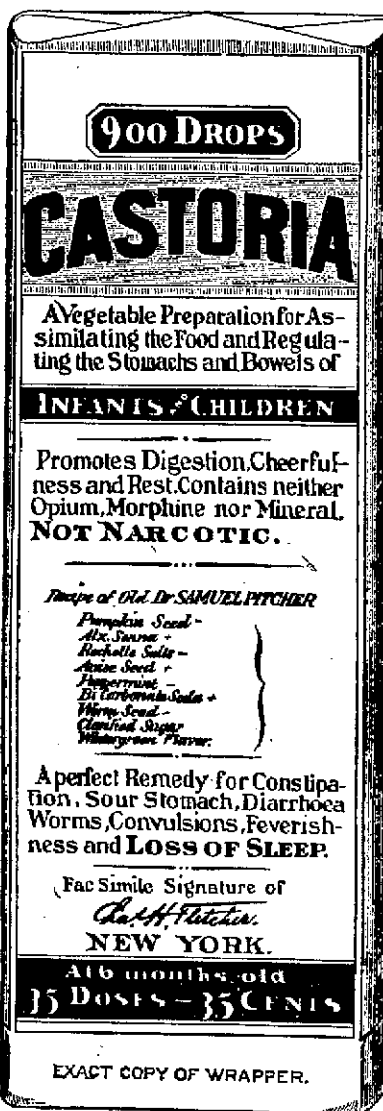 900 DROPS
CASTORIA
A Vegetable Preparation for As-
similating the Food and Regula-
ting the Stomachs and Bowels of
INFANTS AND CHILDREN
Promotes Digestion, Cheerful-
ness and Rest. Contains neither
Opium, Morphine nor Mineral.
NOT NARCOTIC.
Recipe of Old Dr SAMUEL PITCHER
Pumpkin Seed -
Alx. Senna +
Rochelle Salts -
Anise Seed +
Peppermint -
Bi Carbonate Soda +
Worm Seed -
Clarified Sugar
Wintergreen Flavor.
A perfect Remedy for Constipa-
tion, Sour Stomach, Diarrhoea
Worms, Convulsions, Feverish-
ness and LOSS OF SLEEP.
Fac Simile Signature of
Chas. H. Fletcher.
NEW YORK.
At 6 months old
35 DOSES – 35 CENTS
EXACT COPY OF WRAPPER.